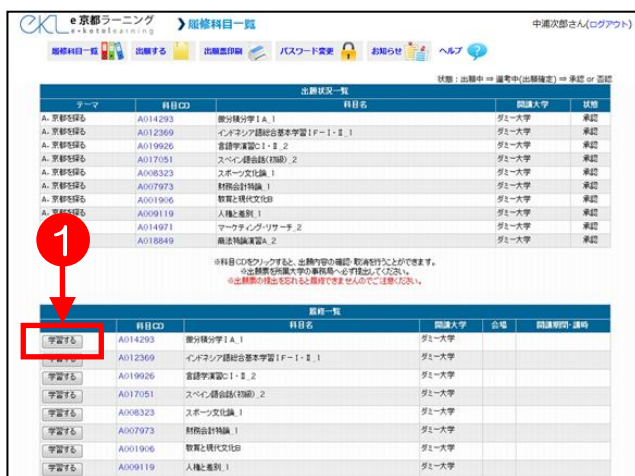 e京都ラーニング
e-kotolearning
履修科目一覧
中浦次郎さん(ログアウト)
履修科目一覧 出願する 出願票印刷 パスワード変更 お知らせ ヘルプ
状態：出願中 ⇒ 選考中(出願確定) ⇒ 承認 or 否認
出願状況一覧
テーマ 科目CD 科目名 開講大学 状態
A. 京都を探る A014293 微分積分学ⅠA_1 ダミー大学 承認
A. 京都を探る A012369 インドネシア語総合基本学習ⅠF－Ⅰ・Ⅱ_1 ダミー大学 承認
A. 京都を探る A019926 言語学演習CⅠ・Ⅱ_2 ダミー大学 承認
A. 京都を探る A017051 スペイン語会話(初級)_2 ダミー大学 承認
A. 京都を探る A008323 スポーツ文化論_1 ダミー大学 承認
A. 京都を探る A007973 財務会計特論_1 ダミー大学 承認
A. 京都を探る A001906 教育と現代文化B ダミー大学 承認
A. 京都を探る A009119 人権と差別_1 ダミー大学 承認
A014971 マーケティング・リサーチ_2 ダミー大学 承認
A018849 商法特論演習A_2 ダミー大学 承認
1
※科目CDをクリックすると、出願内容の確認・取消を行うことができます。
※出願票を所属大学の事務局へ必ず提出してください。
※出願票の提出を忘れると履修できませんのでご注意ください。
履修一覧
科目CD 科目名 開講大学 会場 開講期間・講時
学習する A014293 微分積分学ⅠA_1 ダミー大学
学習する A012369 インドネシア語総合基本学習ⅠF－Ⅰ・Ⅱ_1 ダミー大学
学習する A019926 言語学演習CⅠ・Ⅱ_2 ダミー大学
学習する A017051 スペイン語会話(初級)_2 ダミー大学
学習する A008323 スポーツ文化論_1 ダミー大学
学習する A007973 財務会計特論_1 ダミー大学
学習する A001906 教育と現代文化B ダミー大学
学習する A009119 人権と差別_1 ダミー大学